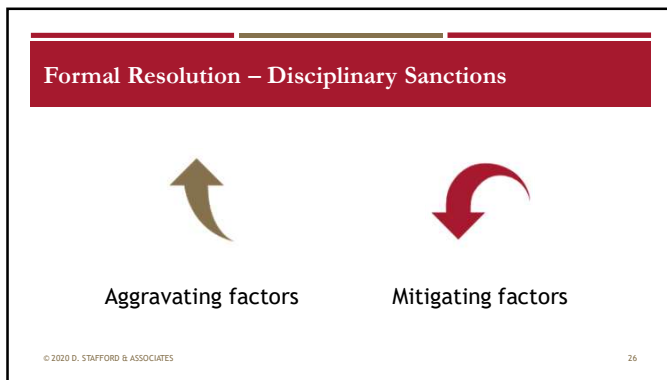 Formal Resolution – Disciplinary Sanctions
Aggravating factors
Mitigating factors
© 2020 D. STAFFORD & ASSOCIATES
26